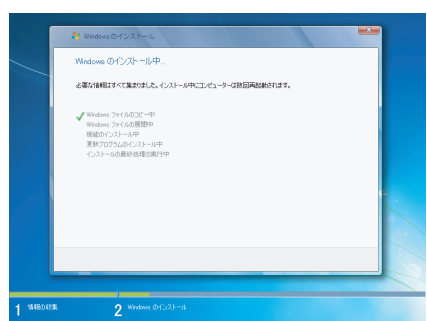 Windows のインストール
Windows のインストール中...
必要な情報はすべて集まりました。インストール中にコンピューターは数回再起動されます。
Windows ファイルのコピー中
Windows ファイルの展開中
機能のインストール中
更新プログラムのインストール中
インストールの最終処理の実行中
1 情報の収集
2 Windows のインストール